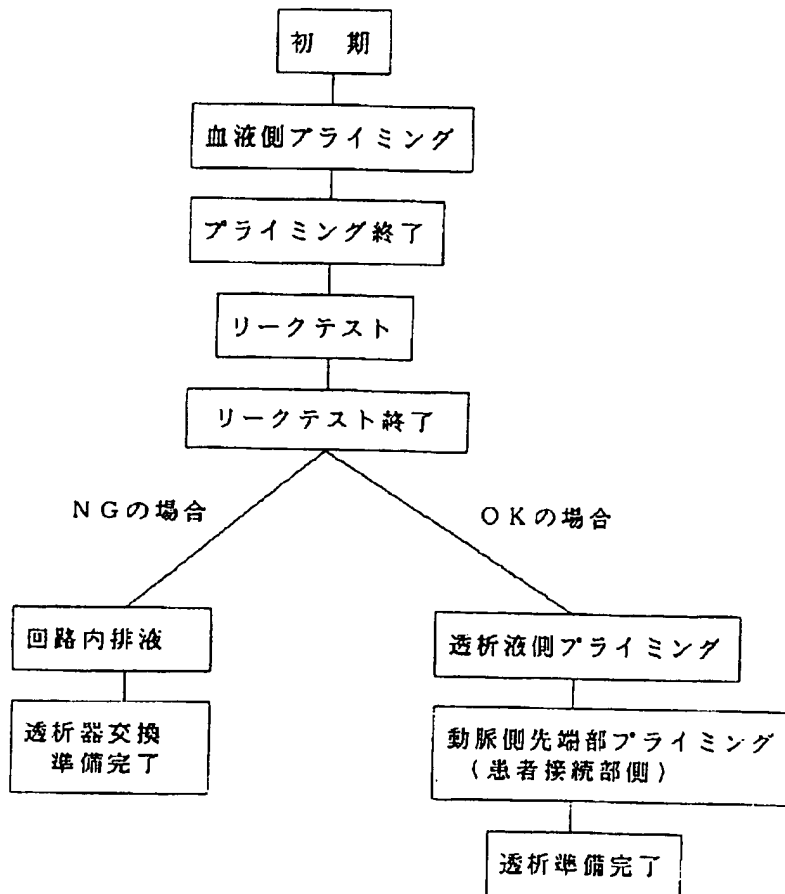 初 期
血液側プライミング
プライミング終了
リークテスト
リークテスト終了
NGの場合
OKの場合
回路内排液
透析器交換
準備完了
透析液側プライミング
動脈側先端部プライミング
(患者接続部側)
透析準備完了